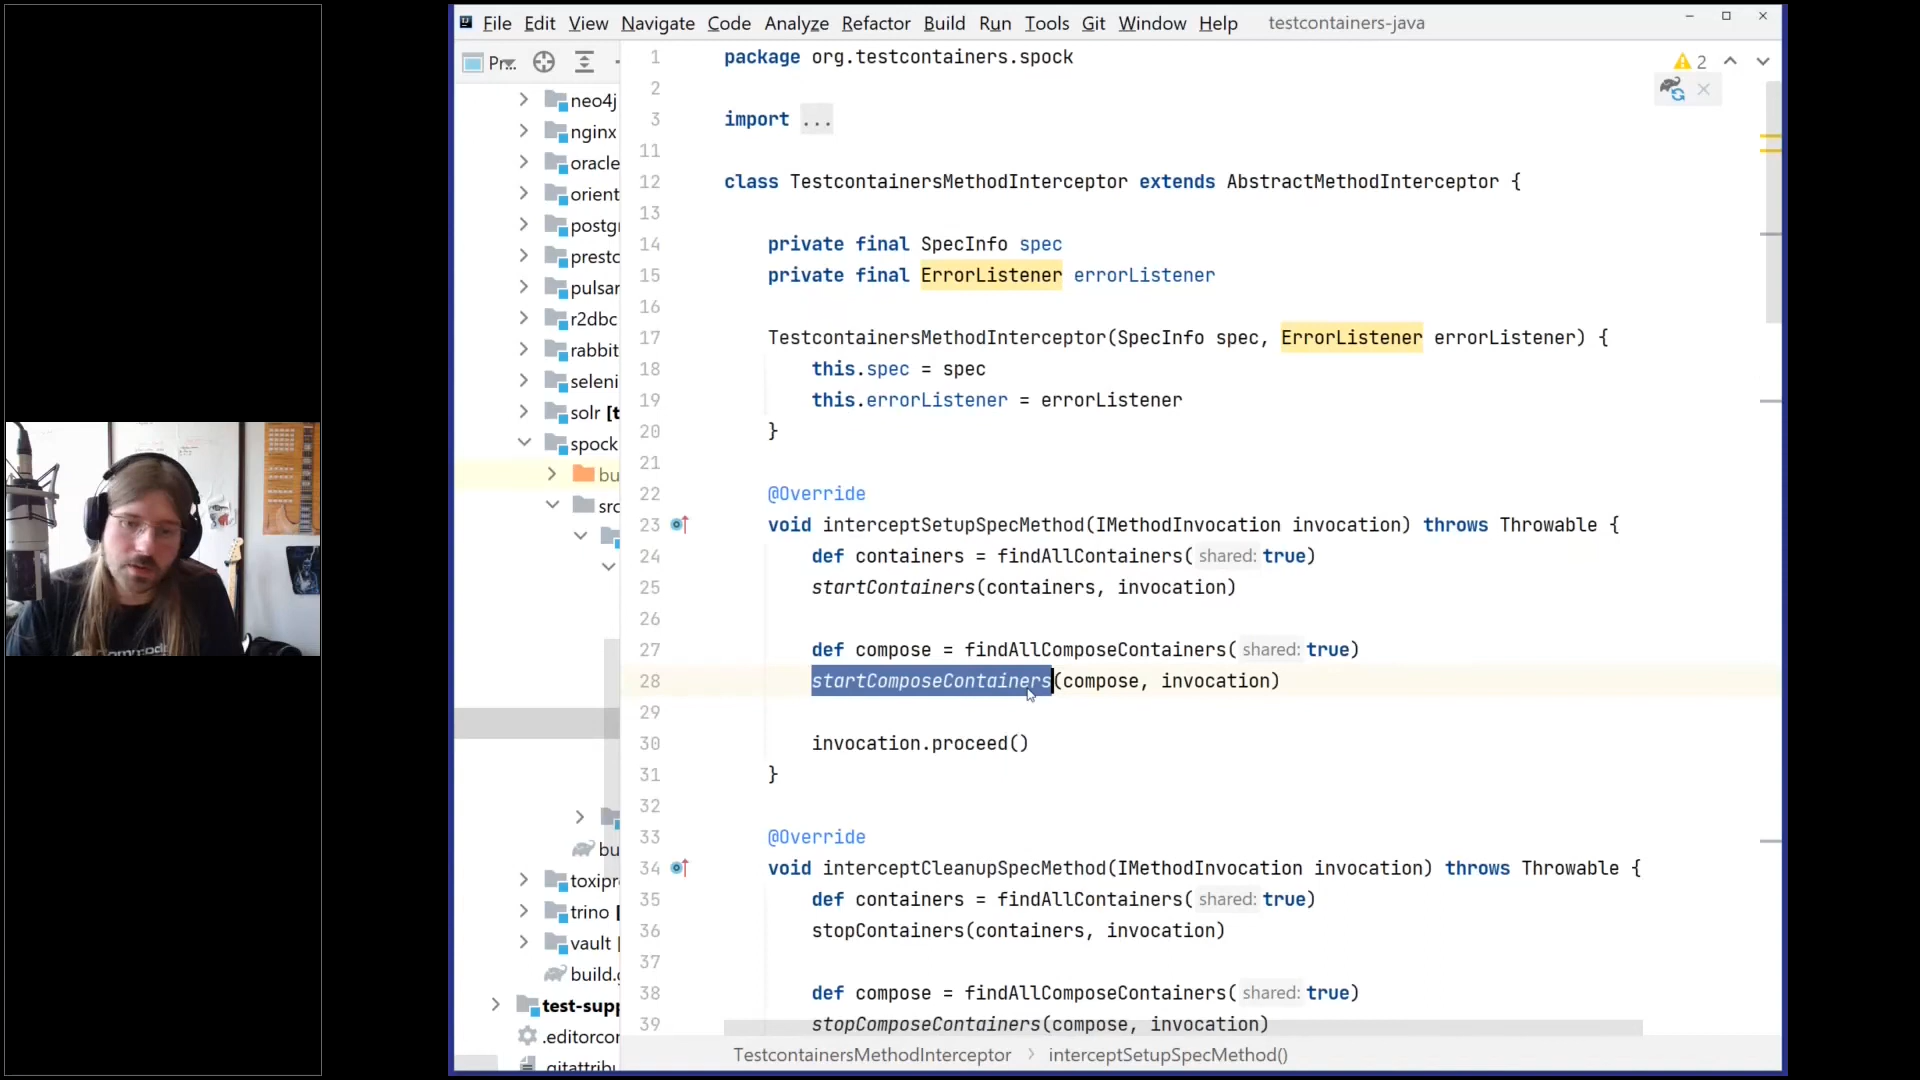 File Edit View Navigate Code Analyze Refactor Build Run Tools Git Window Help testcontainers-java
Pr...
neo4j
nginx
oracle
orient
postgr
presto
pulsar
r2dbc
rabbit
seleni
solr [t
spock
bu
src
bu
toxipr
trino [
vault [
build.g
test-supp
.editorcor
.gitattribu
2
1 package org.testcontainers.spock
2
3 import ...
11
12 class TestcontainersMethodInterceptor extends AbstractMethodInterceptor {
13
14 private final SpecInfo spec
15 private final ErrorListener errorListener
16
17 TestcontainersMethodInterceptor(SpecInfo spec, ErrorListener errorListener) {
18 this.spec = spec
19 this.errorListener = errorListener
20 }
21
22 @Override
23 void interceptSetupSpecMethod(IMethodInvocation invocation) throws Throwable {
24 def containers = findAllContainers( shared: true)
25 startContainers(containers, invocation)
26
27 def compose = findAllComposeContainers( shared: true)
28 startComposeContainers(compose, invocation)
29
30 invocation.proceed()
31 }
32
33 @Override
34 void interceptCleanupSpecMethod(IMethodInvocation invocation) throws Throwable {
35 def containers = findAllContainers( shared: true)
36 stopContainers(containers, invocation)
37
38 def compose = findAllComposeContainers( shared: true)
39 stopComposeContainers(compose, invocation)
TestcontainersMethodInterceptor > interceptSetupSpecMethod()